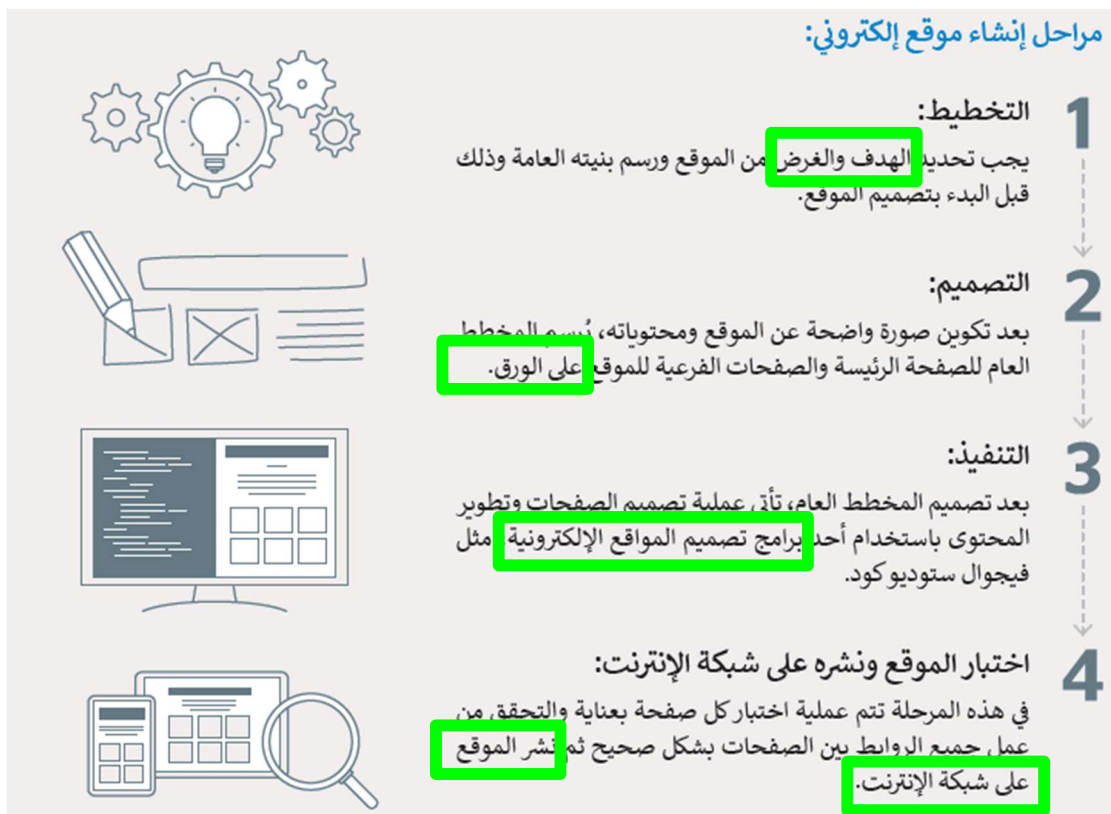 مراحل إنشاء موقع إلكتروني:
1
التخطيط:
يجب تحديد الهدف والغرض من الموقع ورسم بنيته العامة وذلك
قبل البدء بتصميم الموقع.
2
التصميم:
بعد تكوين صورة واضحة عن الموقع ومحتوياته، يُرسم المخطط
العام للصفحة الرئيسة والصفحات الفرعية للموقع على الورق.
3
التنفيذ:
بعد تصميم المخطط العام، تأتي عملية تصميم الصفحات وتطوير
المحتوى باستخدام أحد برامج تصميم المواقع الإلكترونية مثل
فيجوال ستوديو كود.
4
اختبار الموقع ونشره على شبكة الإنترنت:
في هذه المرحلة تتم عملية اختبار كل صفحة بعناية والتحقق من
عمل جميع الروابط بين الصفحات بشكل صحيح ثم نشر الموقع
على شبكة الإنترنت.